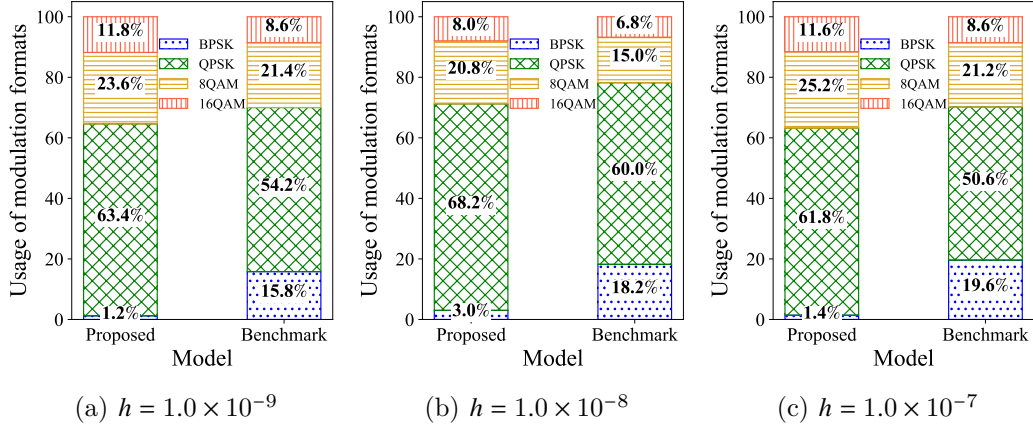 Usage of modulation formats
100
80
60
40
20
0
11.8%
23.6%
63.4%
1.2%
8.6%
21.4%
54.2%
15.8%
BPSK
QPSK
8QAM
16QAM
Proposed
Benchmark
Model
(a) h = 1.0 × 10⁻⁹
Usage of modulation formats
100
80
60
40
20
0
8.0%
20.8%
68.2%
3.0%
6.8%
15.0%
60.0%
18.2%
BPSK
QPSK
8QAM
16QAM
Proposed
Benchmark
Model
(b) h = 1.0 × 10⁻⁸
Usage of modulation formats
100
80
60
40
20
0
11.6%
25.2%
61.8%
1.4%
8.6%
21.2%
50.6%
19.6%
BPSK
QPSK
8QAM
16QAM
Proposed
Benchmark
Model
(c) h = 1.0 × 10⁻⁷